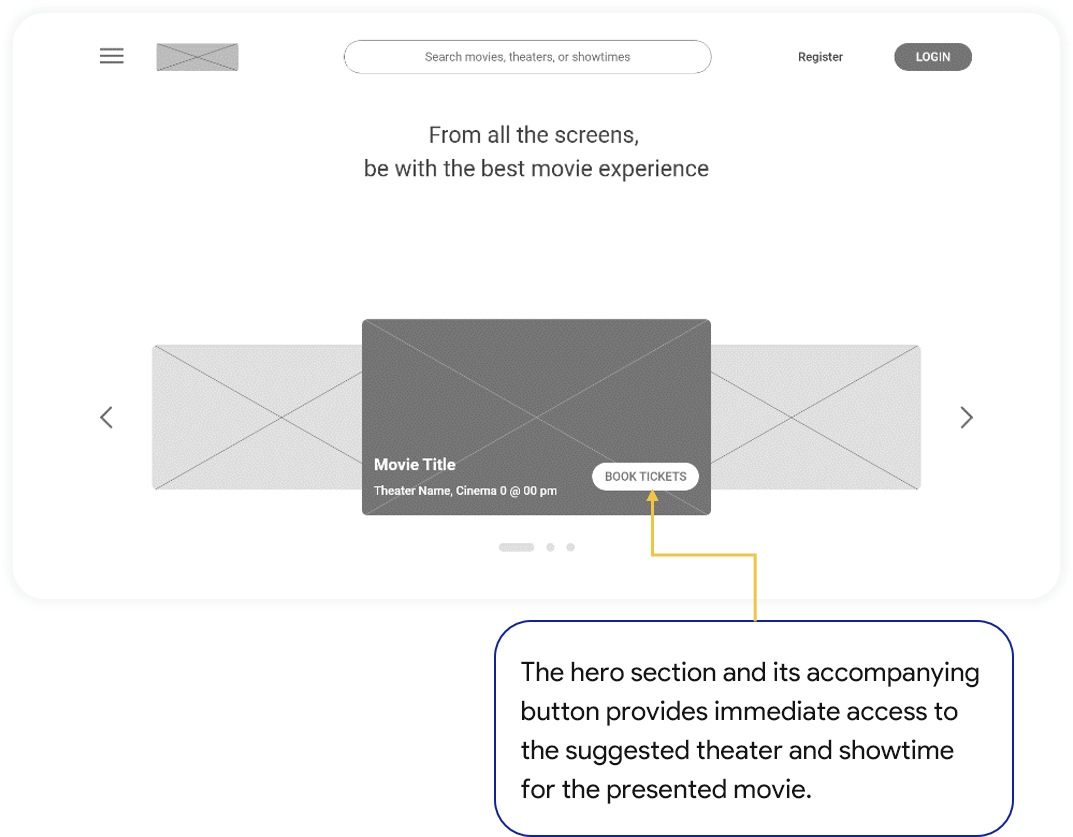 Search movies, theaters, or showtimes
Register
LOGIN
From all the screens,
be with the best movie experience
Movie Title
Theater Name, Cinema 0 @ 00 pm
BOOK TICKETS
The hero section and its accompanying
button provides immediate access to
the suggested theater and showtime
for the presented movie.